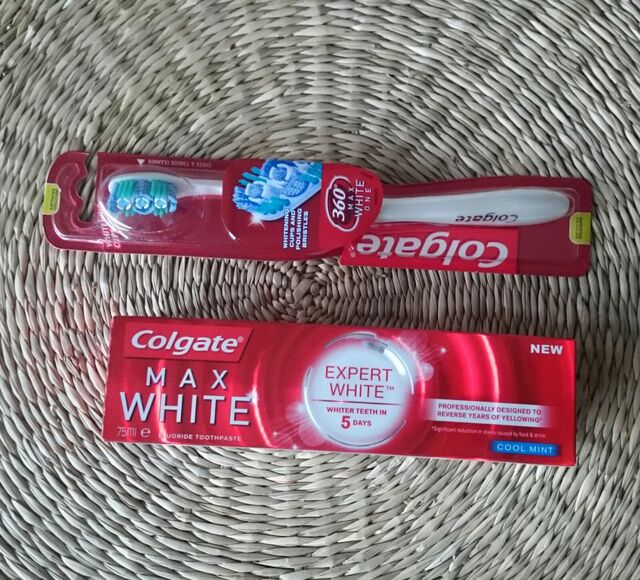 CHEEK & TONGUE CLEANER
360°
MAX
WHITE
ONE
WHITENING
CUPS AND
POLISHING
BRISTLES
Colgate
Colgate
Colgate®
MAX
WHITE
75ml e
FLUORIDE TOOTHPASTE
EXPERT
WHITE™
WHITER TEETH IN
5 DAYS
NEW
PROFESSIONALLY DESIGNED TO
REVERSE YEARS OF YELLOWING*
*Significant reduction in stains caused by food & drink
COOL MINT